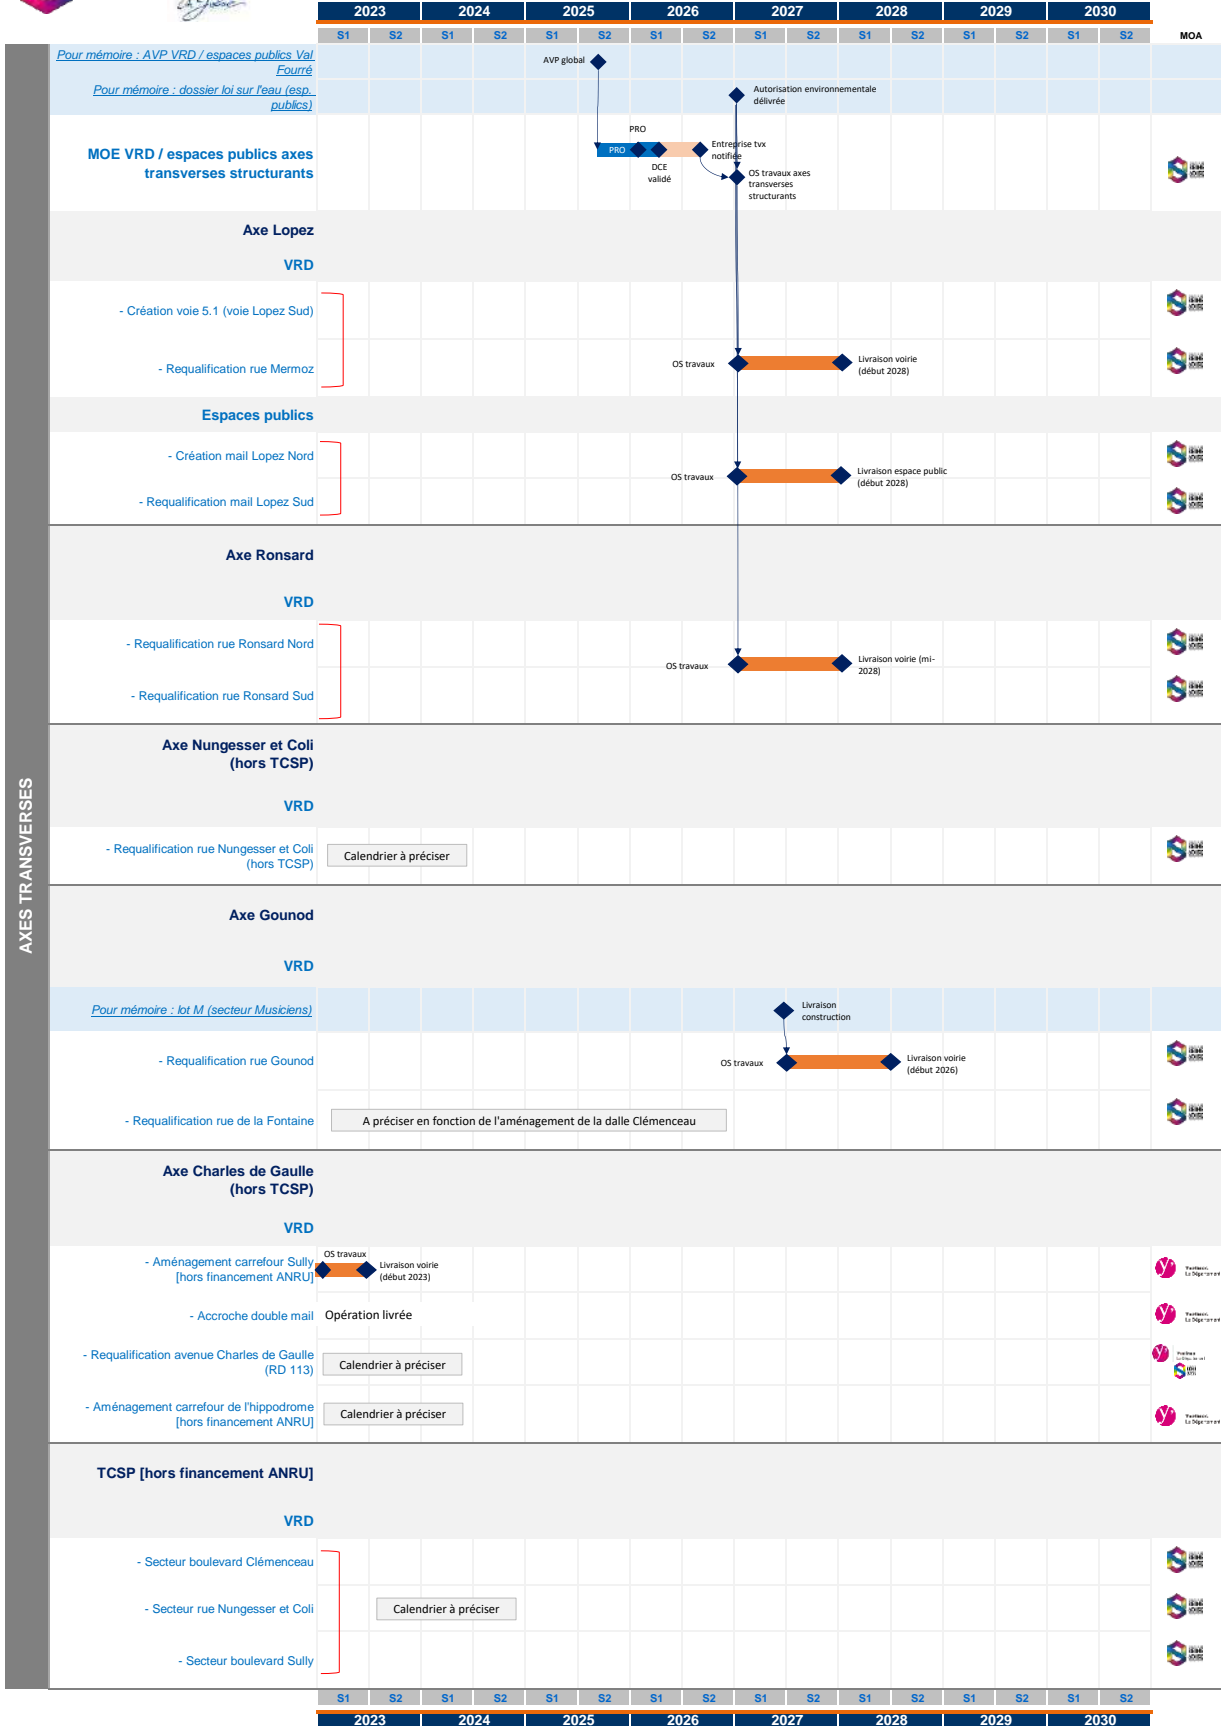 2023 2024 2025 2026 2027 2028 2029 2030
S1 S2 S1 S2 S1 S2 S1 S2 S1 S2 S1 S2 S1 S2 S1 S2 MOA
AXES TRANSVERSES
Pour mémoire : AVP VRD / espaces publics Val
Fourré
AVP global
Pour mémoire : dossier loi sur l'eau (esp.
publics)
Autorisation environnementale
délivrée
MOE VRD / espaces publics axes
transverses structurants
PRO
PRO
DCE
validé
Entreprise tvx
notifiée
OS travaux axes
transverses
structurants
Axe Lopez
VRD
- Création voie 5.1 (voie Lopez Sud)
- Requalification rue Mermoz
OS travaux
Livraison voirie
(début 2028)
Espaces publics
- Création mail Lopez Nord
OS travaux
Livraison espace public
(début 2028)
- Requalification mail Lopez Sud
Axe Ronsard
VRD
- Requalification rue Ronsard Nord
OS travaux
Livraison voirie (mi-
2028)
- Requalification rue Ronsard Sud
Axe Nungesser et Coli
(hors TCSP)
VRD
- Requalification rue Nungesser et Coli
(hors TCSP)
Calendrier à préciser
Axe Gounod
VRD
Pour mémoire : lot M (secteur Musiciens)
Livraison
construction
- Requalification rue Gounod
OS travaux
Livraison voirie
(début 2026)
- Requalification rue de la Fontaine
A préciser en fonction de l'aménagement de la dalle Clémenceau
Axe Charles de Gaulle
(hors TCSP)
VRD
- Aménagement carrefour Sully
[hors financement ANRU]
OS travaux
Livraison voirie
(début 2023)
- Accroche double mail
Opération livrée
- Requalification avenue Charles de Gaulle
(RD 113)
Calendrier à préciser
- Aménagement carrefour de l'hippodrome
[hors financement ANRU]
Calendrier à préciser
TCSP [hors financement ANRU]
VRD
- Secteur boulevard Clémenceau
- Secteur rue Nungesser et Coli
Calendrier à préciser
- Secteur boulevard Sully
S1 S2 S1 S2 S1 S2 S1 S2 S1 S2 S1 S2 S1 S2 S1 S2
2023 2024 2025 2026 2027 2028 2029 2030